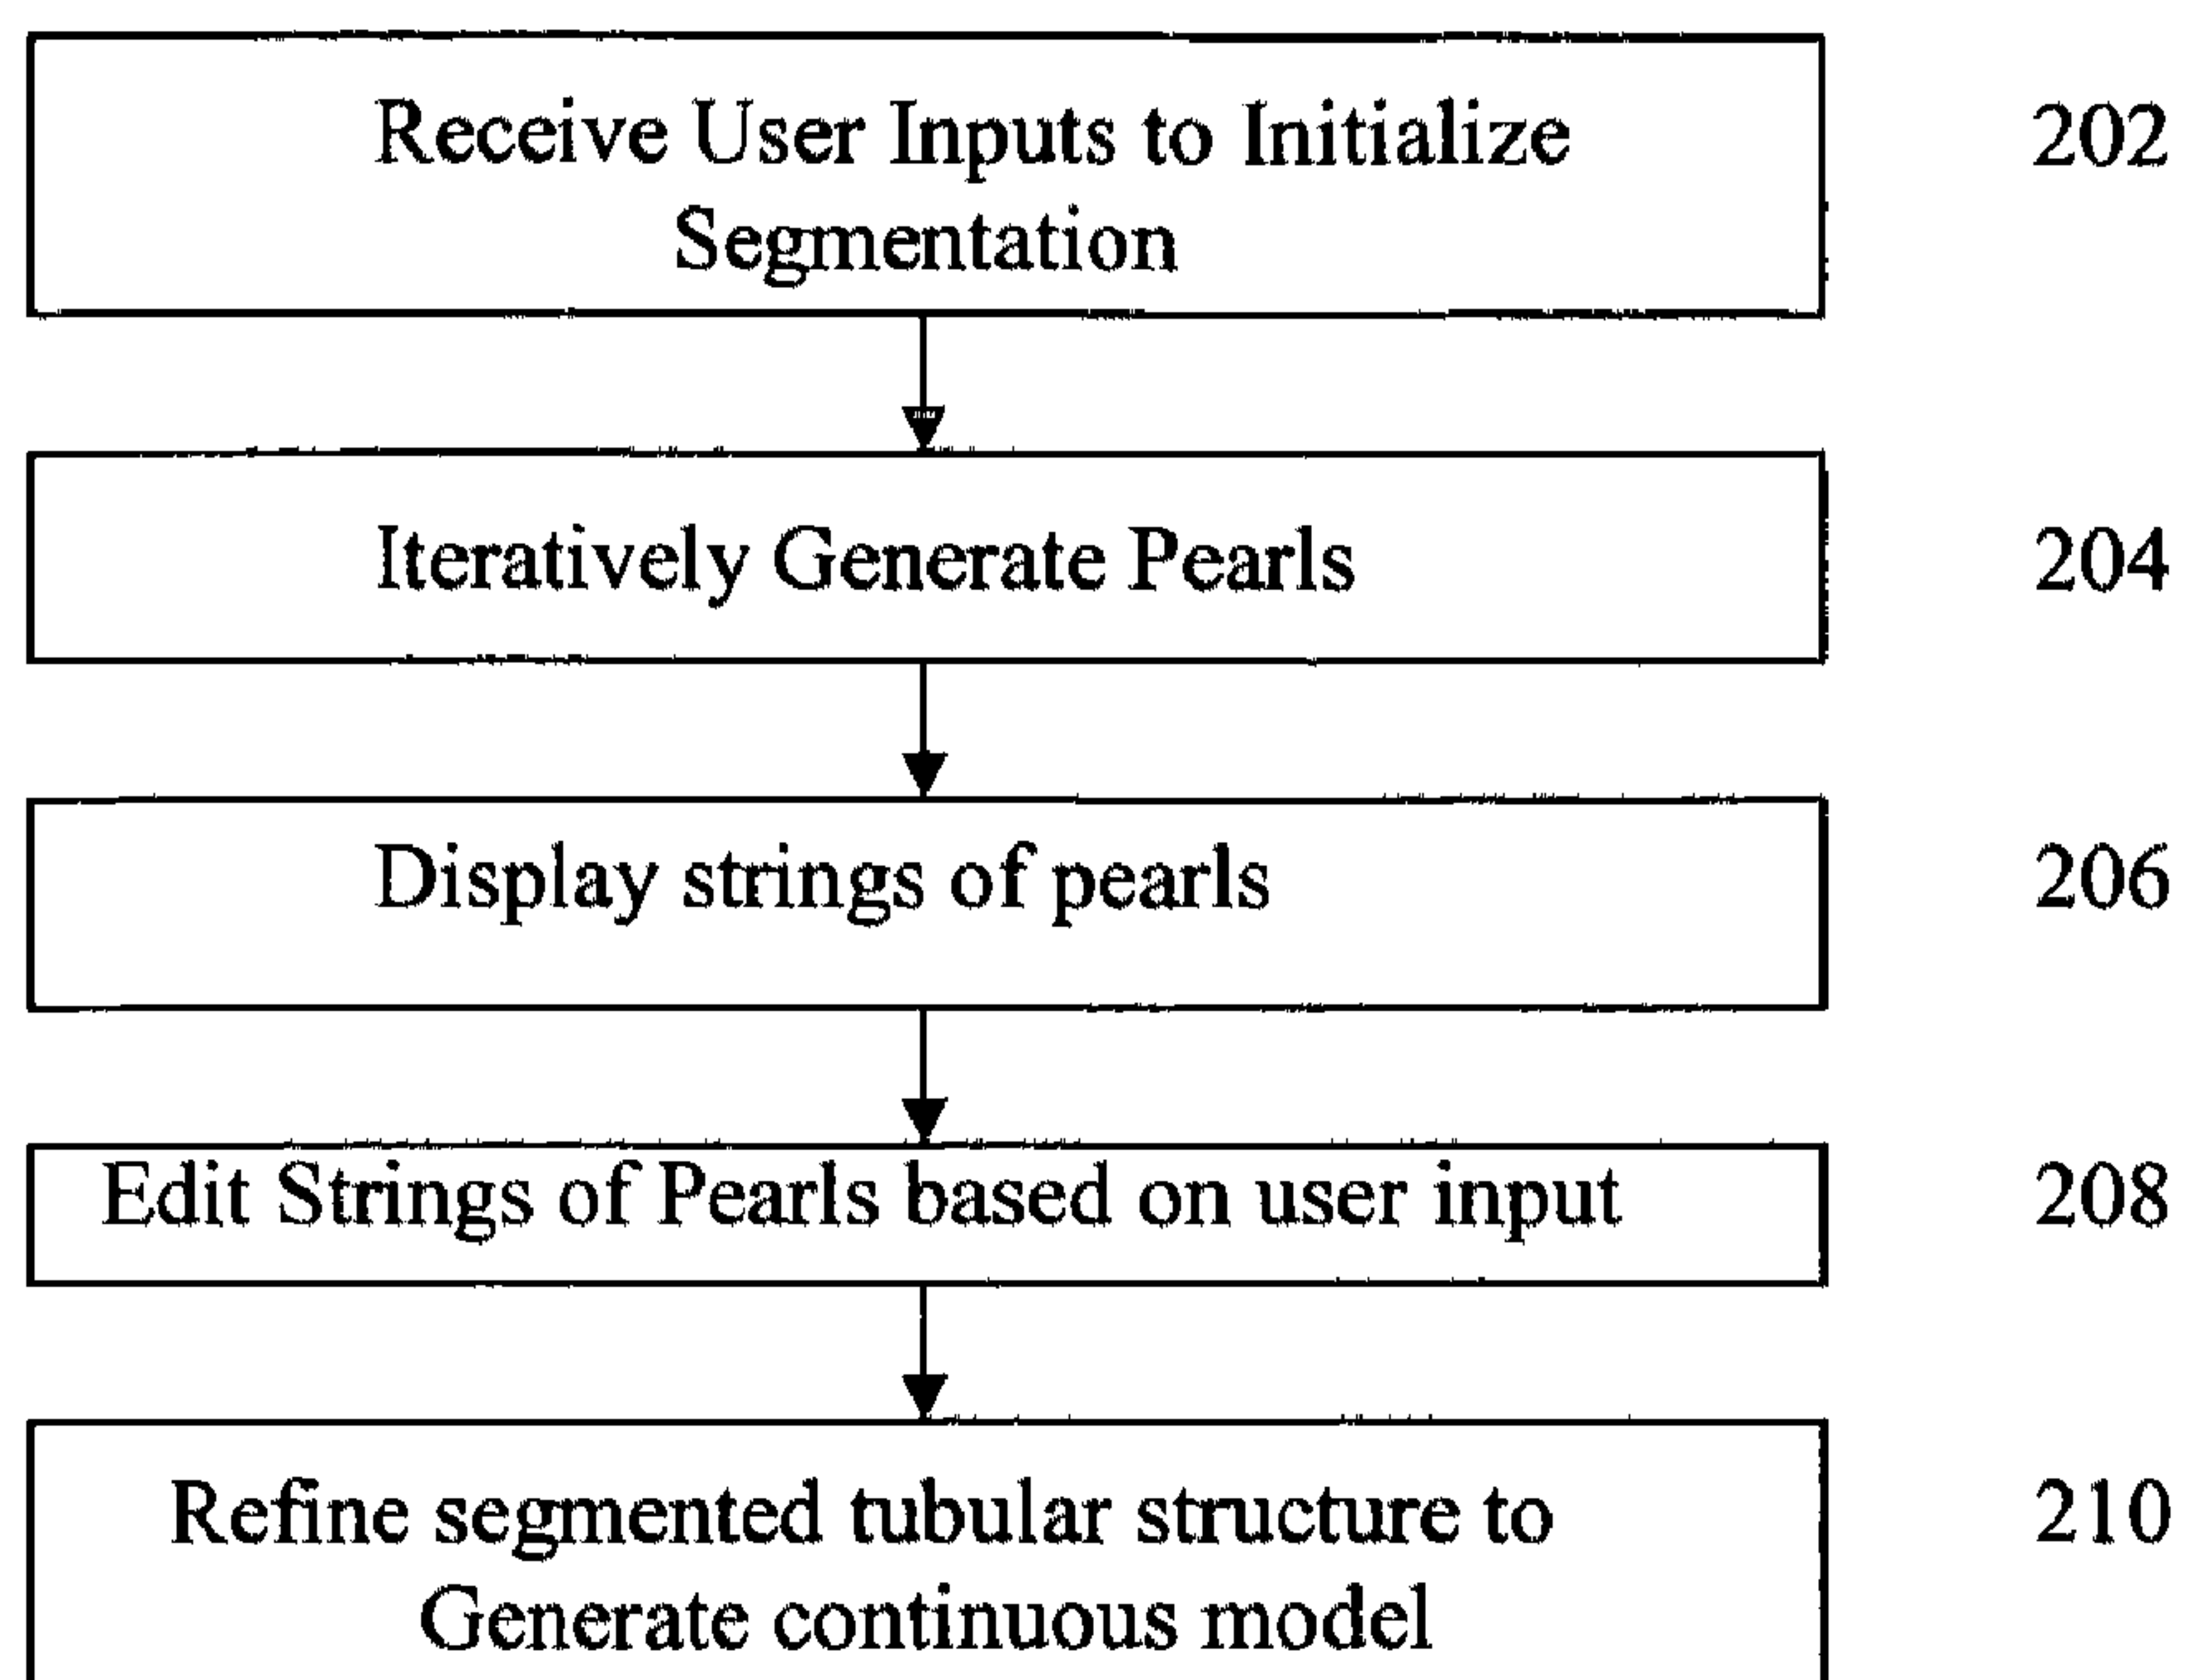 Receive User Inputs to Initialize 202
Segmentation
Iteratively Generate Pearls 204
Display strings of pearls 206
Edit Strings of Pearls based on user input 208
Refine segmented tubular structure to 210
Generate continuous model